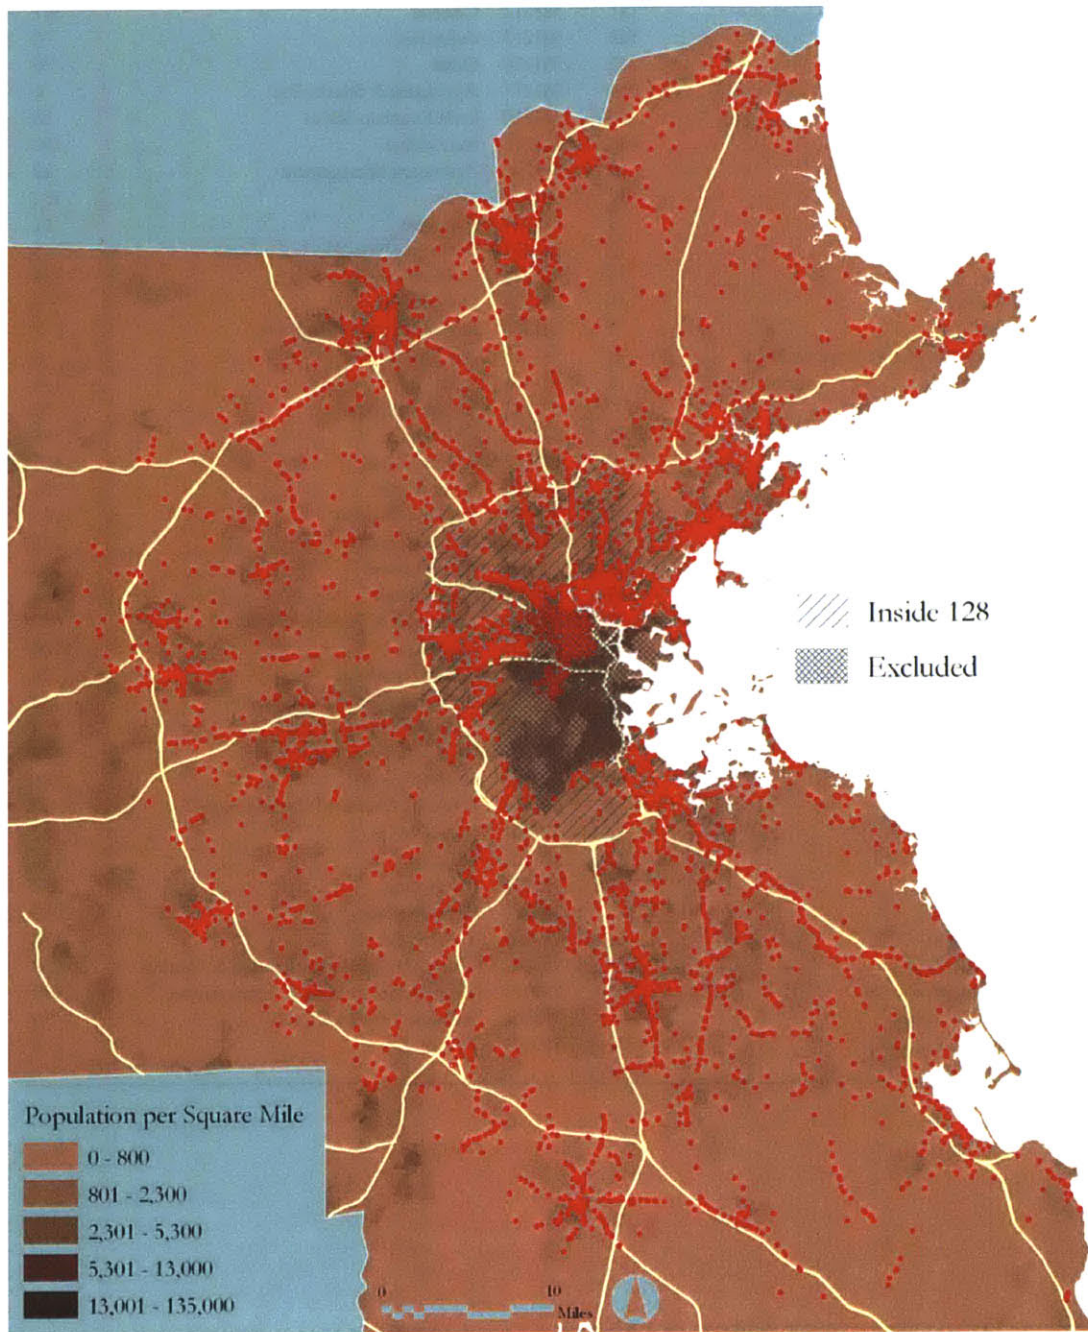 Inside 128
Excluded
Population per Square Mile
0 - 800
801 - 2,300
2,301 - 5,300
5,301 - 13,000
13,001 - 135,000
0 10
Miles